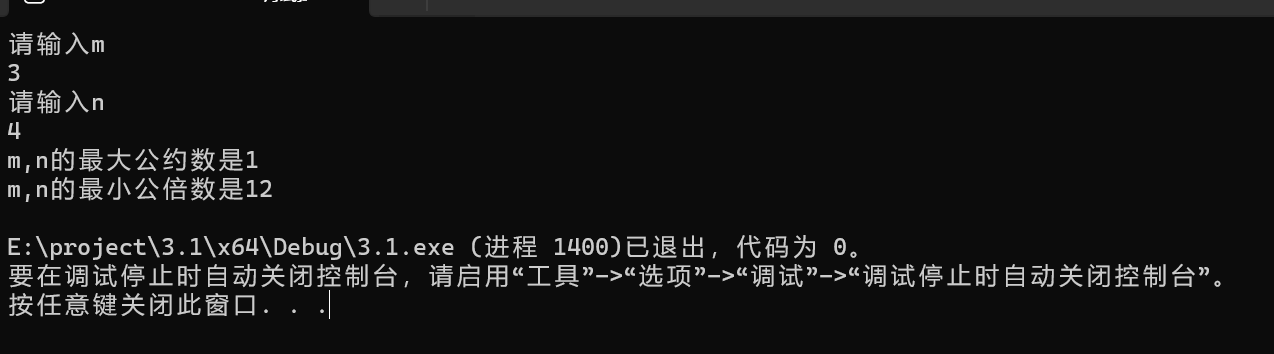 请输入m
3
请输入n
4
m,n的最大公约数是1
m,n的最小公倍数是12
E:\project\3.1\x64\Debug\3.1.exe (进程 1400)已退出，代码为 0。
要在调试停止时自动关闭控制台，请启用“工具”->“选项”->“调试”->“调试停止时自动关闭控制台”。
按任意键关闭此窗口. . .